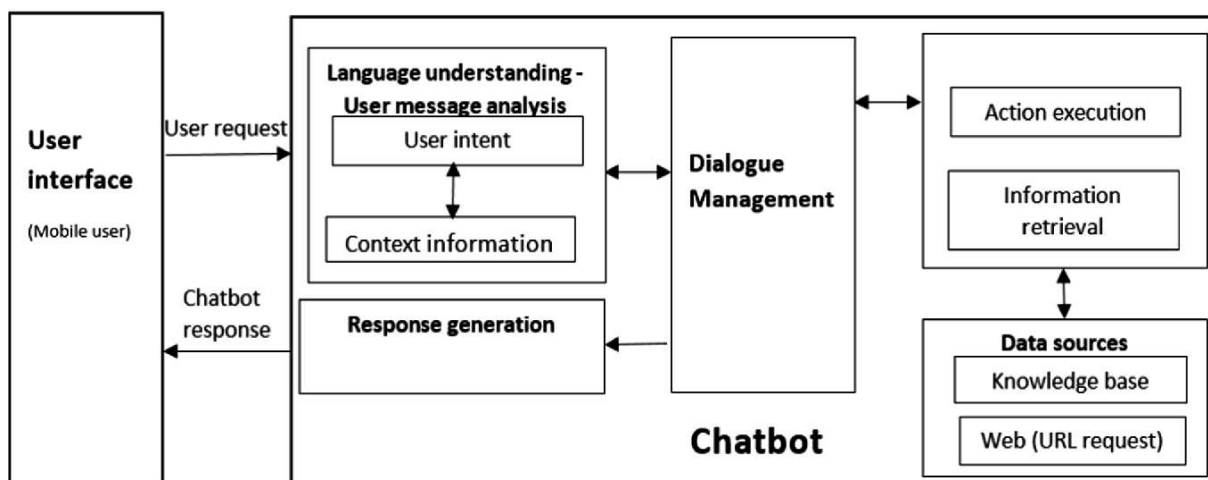 User
interface
(Mobile user)
User request
Chatbot
response
Language understanding -
User message analysis
User intent
Context information
Response generation
Dialogue
Management
Action execution
Information
retrieval
Data sources
Knowledge base
Web (URL request)
Chatbot